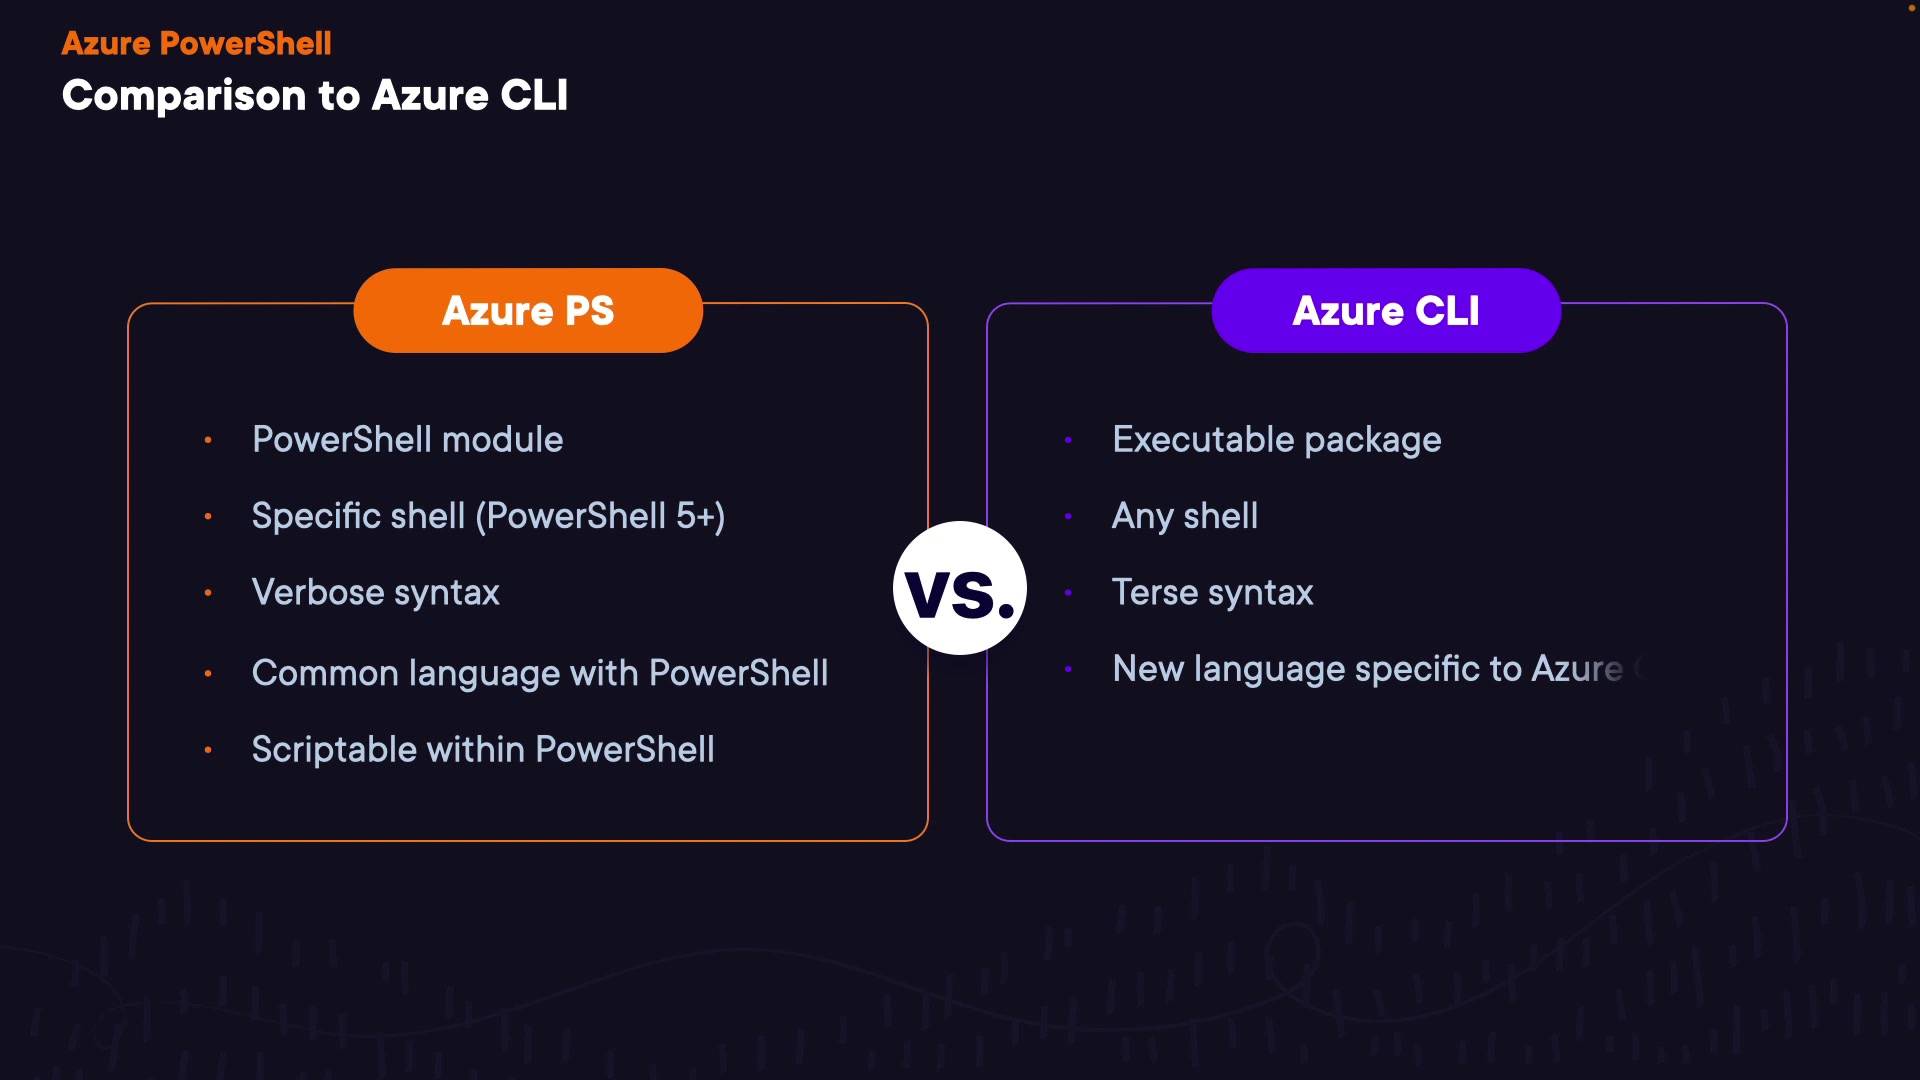 Azure PowerShell
Comparison to Azure CLI
Azure PS
• PowerShell module
• Specific shell (PowerShell 5+)
• Verbose syntax
• Common language with PowerShell
• Scriptable within PowerShell
vs.
Azure CLI
• Executable package
• Any shell
• Terse syntax
• New language specific to Azure